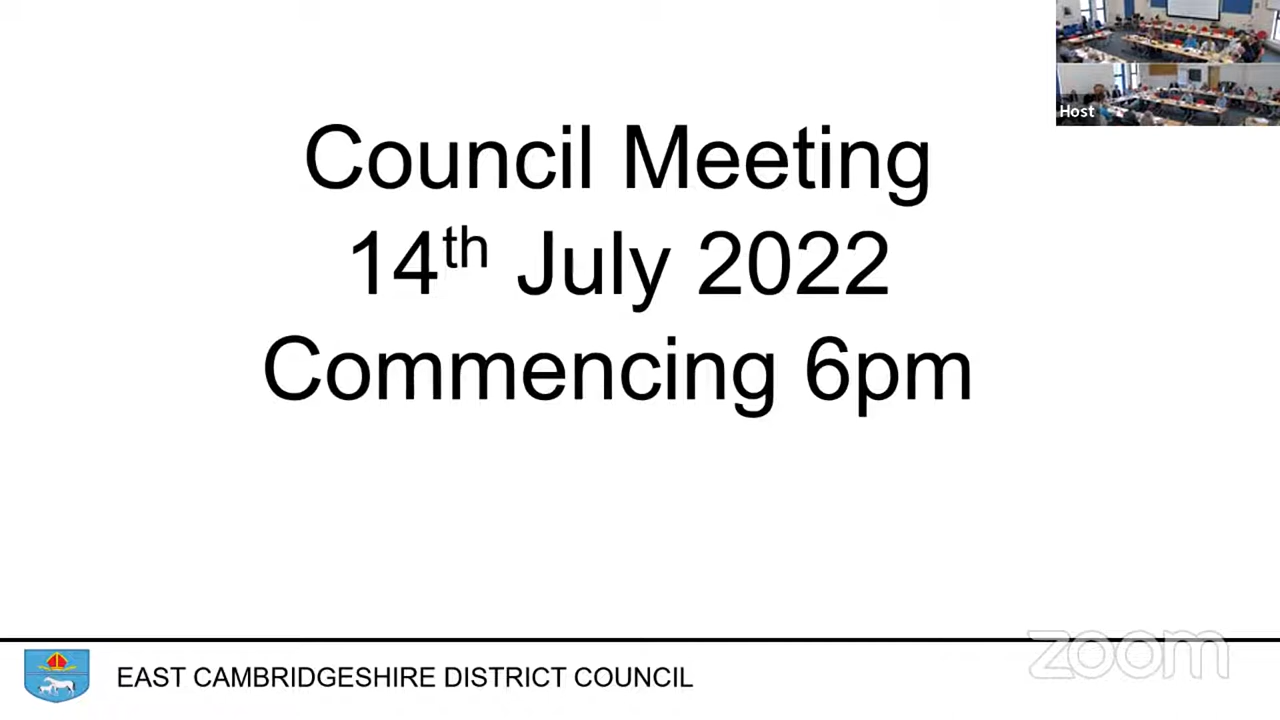 Host
Council Meeting
14th July 2022
Commencing 6pm
EAST CAMBRIDGESHIRE DISTRICT COUNCIL
zoom